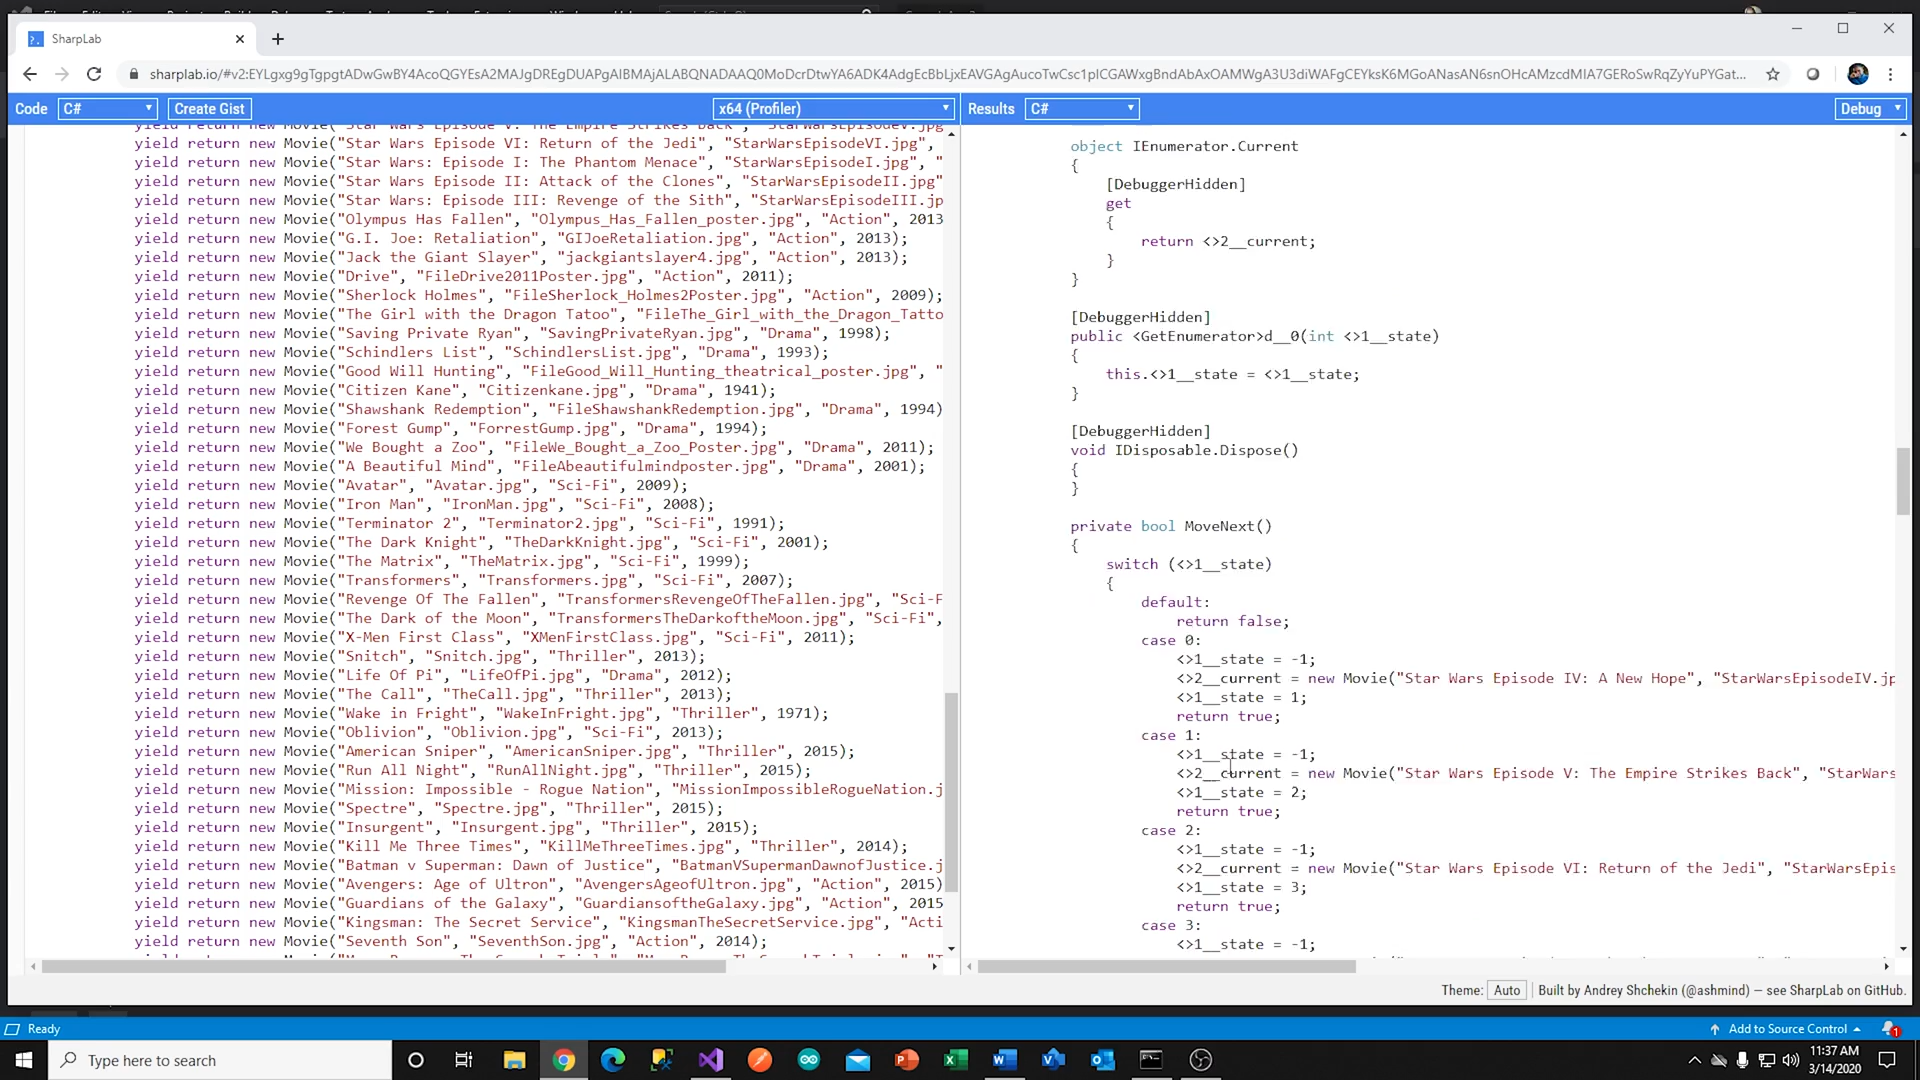 SharpLab
sharplab.io/#v2:EYLgxg9gTgpgtADwGwBY4AcoQGYEsA2MAJgDREgDUAPgAIBMAjALABQNADAAQ0MoDcrDtwYA6ADK4AdgEcBbLjxEAVGAgAucoTwCsc1pICGAWxgBndAbAxOAMWgA3U3diWAFgCEYksK6MGoANasAN6snOHcAMzcdMIA7GERoSwRqZyYuPYGat...
Code C# Create Gist x64 (Profiler) Results C# Debug
yield return new Movie("Star Wars Episode V: The Empire Strikes Back", "StarWarsEpisodeV.jpg
yield return new Movie("Star Wars Episode VI: Return of the Jedi", "StarWarsEpisodeVI.jpg",
yield return new Movie("Star Wars: Episode I: The Phantom Menace", "StarWarsEpisodeI.jpg", "
yield return new Movie("Star Wars Episode II: Attack of the Clones", "StarWarsEpisodeII.jpg"
yield return new Movie("Star Wars: Episode III: Revenge of the Sith", "StarWarsEpisodeIII.jp
yield return new Movie("Olympus Has Fallen", "Olympus_Has_Fallen_poster.jpg", "Action", 2013
yield return new Movie("G.I. Joe: Retaliation", "GIJoeRetaliation.jpg", "Action", 2013);
yield return new Movie("Jack the Giant Slayer", "jackgiantslayer4.jpg", "Action", 2013);
yield return new Movie("Drive", "FileDrive2011Poster.jpg", "Action", 2011);
yield return new Movie("Sherlock Holmes", "FileSherlock_Holmes2Poster.jpg", "Action", 2009);
yield return new Movie("The Girl with the Dragon Tatoo", "FileThe_Girl_with_the_Dragon_Tatto
yield return new Movie("Saving Private Ryan", "SavingPrivateRyan.jpg", "Drama", 1998);
yield return new Movie("Schindlers List", "SchindlersList.jpg", "Drama", 1993);
yield return new Movie("Good Will Hunting", "FileGood_Will_Hunting_theatrical_poster.jpg", "
yield return new Movie("Citizen Kane", "Citizenkane.jpg", "Drama", 1941);
yield return new Movie("Shawshank Redemption", "FileShawshankRedemption.jpg", "Drama", 1994)
yield return new Movie("Forest Gump", "ForrestGump.jpg", "Drama", 1994);
yield return new Movie("We Bought a Zoo", "FileWe_Bought_a_Zoo_Poster.jpg", "Drama", 2011);
yield return new Movie("A Beautiful Mind", "FileAbeautifulmindposter.jpg", "Drama", 2001);
yield return new Movie("Avatar", "Avatar.jpg", "Sci-Fi", 2009);
yield return new Movie("Iron Man", "IronMan.jpg", "Sci-Fi", 2008);
yield return new Movie("Terminator 2", "Terminator2.jpg", "Sci-Fi", 1991);
yield return new Movie("The Dark Knight", "TheDarkKnight.jpg", "Sci-Fi", 2001);
yield return new Movie("The Matrix", "TheMatrix.jpg", "Sci-Fi", 1999);
yield return new Movie("Transformers", "Transformers.jpg", "Sci-Fi", 2007);
yield return new Movie("Revenge Of The Fallen", "TransformersRevengeOfTheFallen.jpg", "Sci-F
yield return new Movie("The Dark of the Moon", "TransformersTheDarkoftheMoon.jpg", "Sci-Fi",
yield return new Movie("X-Men First Class", "XMenFirstClass.jpg", "Sci-Fi", 2011);
yield return new Movie("Snitch", "Snitch.jpg", "Thriller", 2013);
yield return new Movie("Life Of Pi", "LifeOfPi.jpg", "Drama", 2012);
yield return new Movie("The Call", "TheCall.jpg", "Thriller", 2013);
yield return new Movie("Wake in Fright", "WakeInFright.jpg", "Thriller", 1971);
yield return new Movie("Oblivion", "Oblivion.jpg", "Sci-Fi", 2013);
yield return new Movie("American Sniper", "AmericanSniper.jpg", "Thriller", 2015);
yield return new Movie("Run All Night", "RunAllNight.jpg", "Thriller", 2015);
yield return new Movie("Mission: Impossible - Rogue Nation", "MissionImpossibleRogueNation.j
yield return new Movie("Spectre", "Spectre.jpg", "Thriller", 2015);
yield return new Movie("Insurgent", "Insurgent.jpg", "Thriller", 2015);
yield return new Movie("Kill Me Three Times", "KillMeThreeTimes.jpg", "Thriller", 2014);
yield return new Movie("Batman v Superman: Dawn of Justice", "BatmanVSupermanDawnofJustice.j
yield return new Movie("Avengers: Age of Ultron", "AvengersAgeofUltron.jpg", "Action", 2015)
yield return new Movie("Guardians of the Galaxy", "GuardiansoftheGalaxy.jpg", "Action", 2015
yield return new Movie("Kingsman: The Secret Service", "KingsmanTheSecretService.jpg", "Acti
yield return new Movie("Seventh Son", "SeventhSon.jpg", "Action", 2014);
object IEnumerator.Current
{
[DebuggerHidden]
get
{
return <>2__current;
}
}
[DebuggerHidden]
public <GetEnumerator>d__0(int <>1__state)
{
this.<>1__state = <>1__state;
}
[DebuggerHidden]
void IDisposable.Dispose()
{
}
private bool MoveNext()
{
switch (<>1__state)
{
default:
return false;
case 0:
<>1__state = -1;
<>2__current = new Movie("Star Wars Episode IV: A New Hope", "StarWarsEpisodeIV.jp
<>1__state = 1;
return true;
case 1:
<>1__state = -1;
<>2__current = new Movie("Star Wars Episode V: The Empire Strikes Back", "StarWars
<>1__state = 2;
return true;
case 2:
<>1__state = -1;
<>2__current = new Movie("Star Wars Episode VI: Return of the Jedi", "StarWarsEpis
<>1__state = 3;
return true;
case 3:
<>1__state = -1;
Theme: Auto Built by Andrey Shchekin (@ashmind) — see SharpLab on GitHub.
Ready
Add to Source Control
1
Type here to search
11:37 AM
3/14/2020